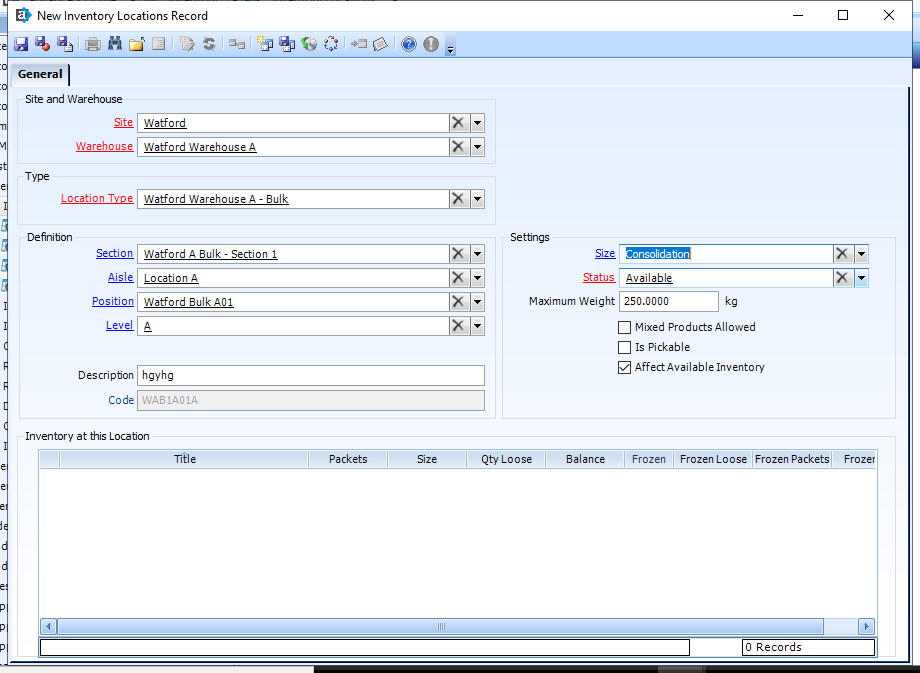 New Inventory Locations Record
General
Site and Warehouse
Site Watford
Warehouse Watford Warehouse A
Type
Location Type Watford Warehouse A - Bulk
Definition
Section Watford A Bulk - Section 1
Aisle Location A
Position Watford Bulk A01
Level A
Description hgyhg
Code WAB1A01A
Settings
Size Consolidation
Status Available
Maximum Weight 250.0000 kg
Mixed Products Allowed
Is Pickable
Affect Available Inventory
Inventory at this Location
Title Packets Size Qty Loose Balance Frozen Frozen Loose Frozen Packets Frozer
0 Records